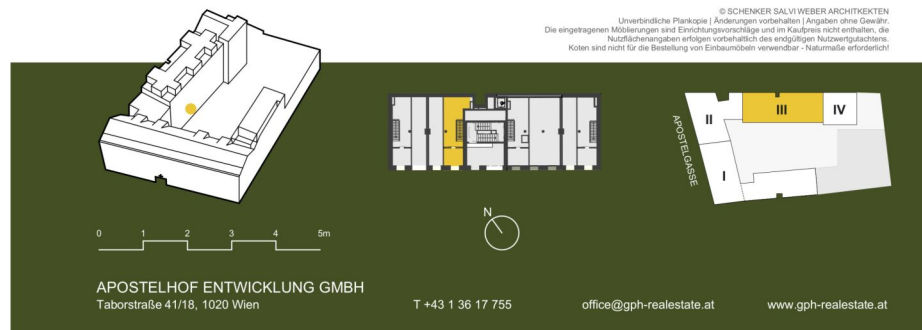 © SCHENKER SALVI WEBER ARCHITKEKTEN
Unverbindliche Plankopie | Änderungen vorbehalten | Angaben ohne Gewähr.
Die eingetragenen Möblierungen sind Einrichtungsvorschläge und im Kaufpreis nicht enthalten, die
Nutzflächenangaben erfolgen vorbehaltlich des endgültigen Nutzwertgutachtens.
Koten sind nicht für die Bestellung von Einbaumöbeln verwendbar - Naturmaße erforderlich!
II
III
IV
APOSTELGASSE
I
N
0 1 2 3 4 5m
APOSTELHOF ENTWICKLUNG GMBH
Taborstraße 41/18, 1020 Wien
T +43 1 36 17 755
office@gph-realestate.at
www.gph-realestate.at